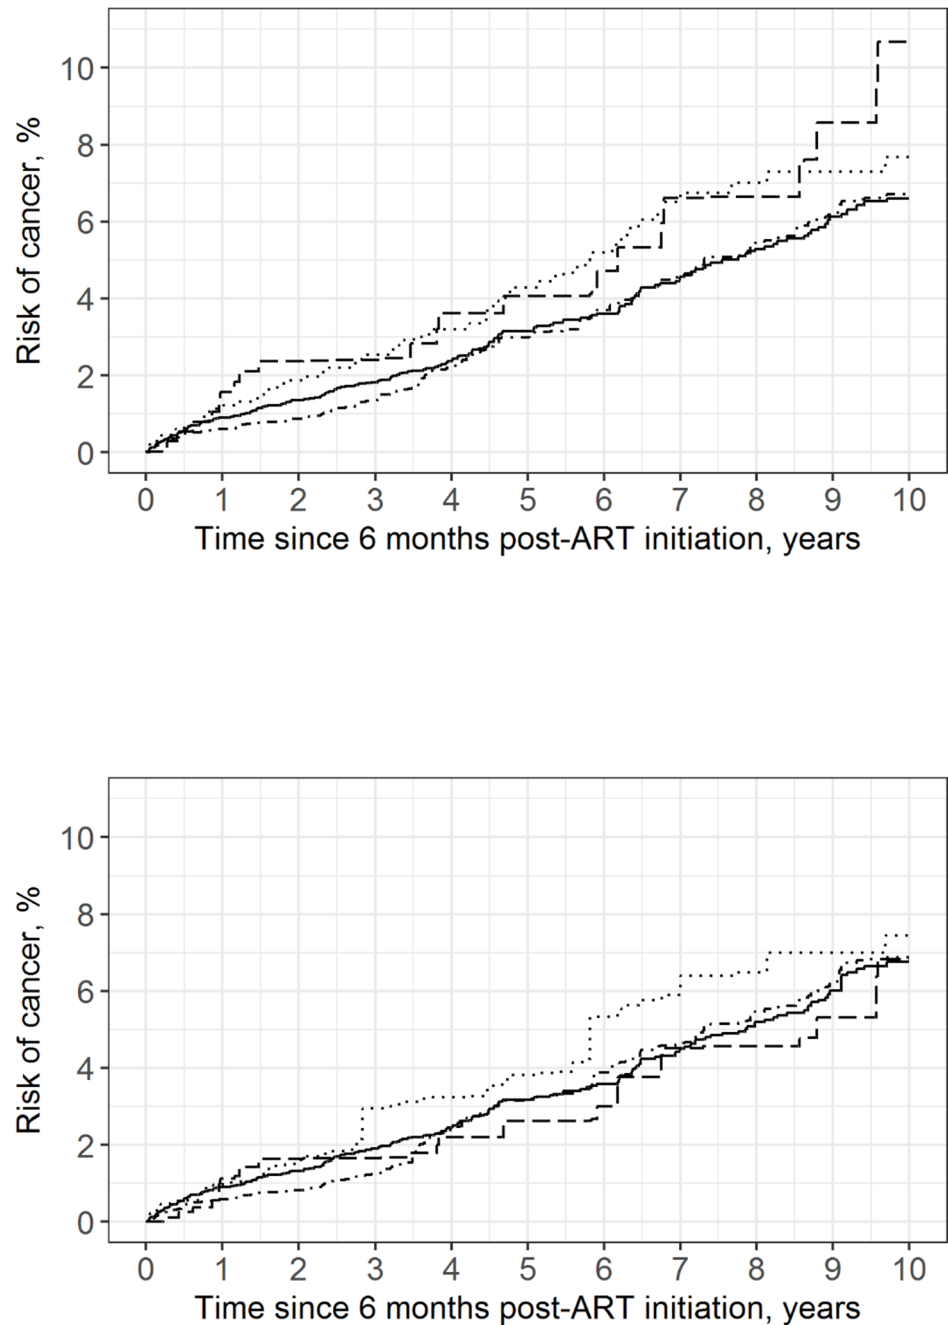 Risk of cancer, %
10
8
6
4
2
0
0 1 2 3 4 5 6 7 8 9 10
Time since 6 months post-ART initiation, years
Risk of cancer, %
10
8
6
4
2
0
0 1 2 3 4 5 6 7 8 9 10
Time since 6 months post-ART initiation, years